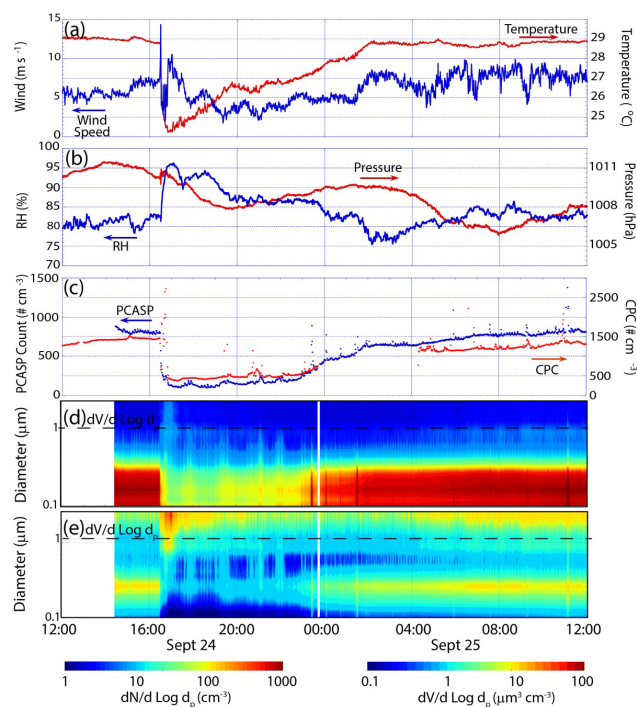 (a)
Temperature
Wind
Speed
Wind (m s⁻¹)
15
10
5
0
29
28
27
26
25
( °C)
(b)
Pressure
RH
RH (%)
100
95
90
85
80
75
70
1011
1008
1005
Pressure (hPa)
(c)
PCASP
CPC
PCASP Count (# cm⁻³)
1500
1000
750
500
250
0
2500
1500
500
0
CPC (# cm⁻³)
(d) dV/d Log d
Diameter (μm)
1
0.1
(e) dV/d Log dₚ
Diameter (μm)
1
0.1
12:00 16:00 20:00 00:00 04:00 08:00 12:00
Sept 24 Sept 25
1 10 100 1000
dN/d Log dₚ (cm⁻³)
0.1 1 10 100
dV/d Log dₚ (μm³ cm⁻³)